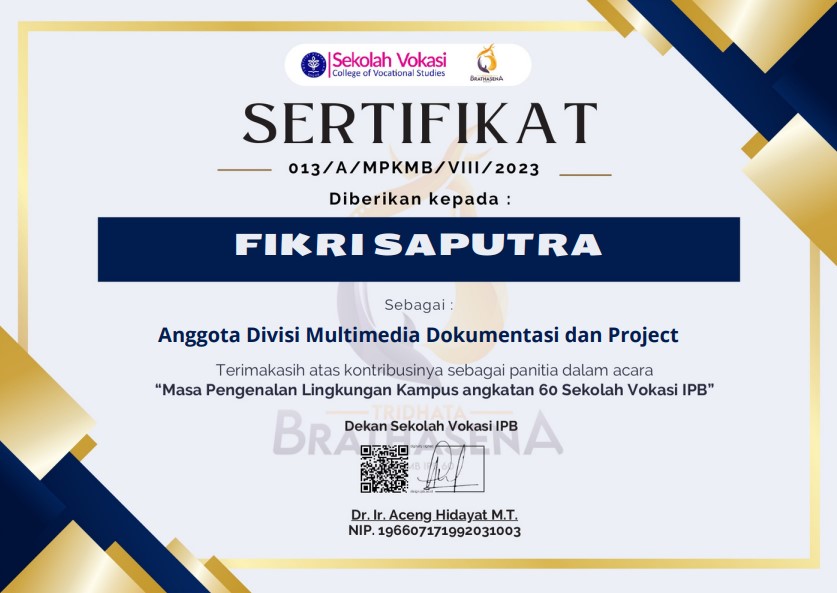 Sekolah Vokasi
College of Vocational Studies
BRATHASENA
SERTIFIKAT
013/A/MPKMB/VIII/2023
Diberikan kepada :
FIKRI SAPUTRA
Sebagai :
Anggota Divisi Multimedia Dokumentasi dan Project
Terimakasih atas kontribusinya sebagai panitia dalam acara
“Masa Pengenalan Lingkungan Kampus angkatan 60 Sekolah Vokasi IPB”
TRIDHATA
BRATHASENA
Dekan Sekolah Vokasi IPB
Dr. Ir. Aceng Hidayat M.T.
NIP. 196607171992031003